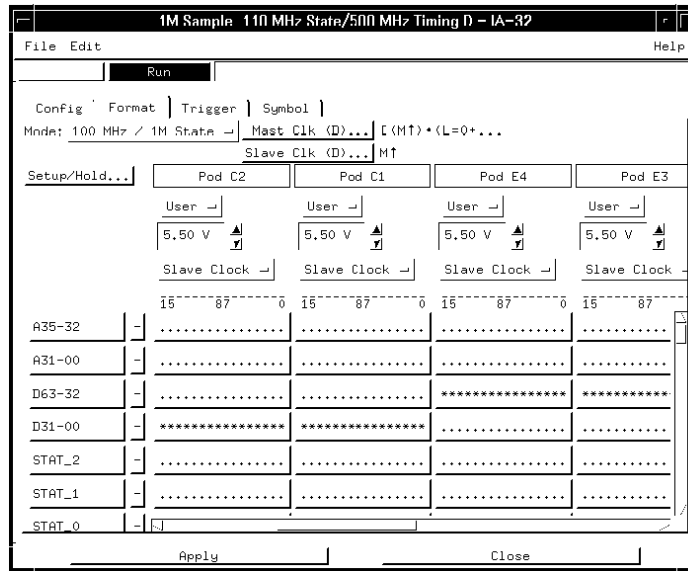 1M Sample 110 MHz State/500 MHz Timing D - IA-32
File Edit Help
Run
Config Format Trigger Symbol
Mode: 100 MHz / 1M State Mast Clk (D)... [(M↑)•(L=0+...
Slave Clk (D)... M↑
Setup/Hold... Pod C2 Pod C1 Pod E4 Pod E3
User User User User
5.50 V 5.50 V 5.50 V 5.50 V
Slave Clock Slave Clock Slave Clock Slave Clock
15 87 0 15 87 0 15 87 0 15 87
A35-32 - ................ ................ ................ ...........
A31-00 - ................ ................ ................ ...........
D63-32 - ................ ................ **************** ***********
D31-00 - **************** **************** ................ ...........
STAT_2 - ................ ................ ................ ...........
STAT_1 - ................ ................ ................ ...........
STAT_0 -
Apply Close